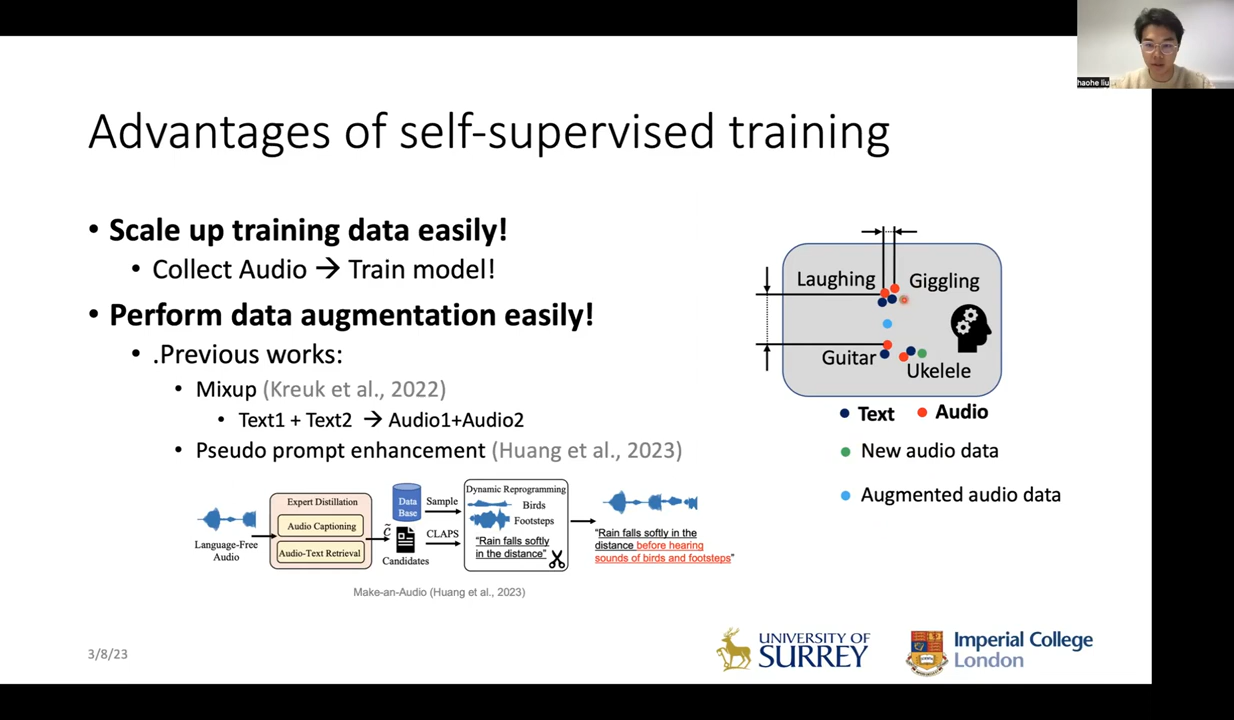 haohe liu
Advantages of self-supervised training
• Scale up training data easily!
• Collect Audio → Train model!
• Perform data augmentation easily!
• .Previous works:
• Mixup (Kreuk et al., 2022)
• Text1 + Text2 → Audio1+Audio2
• Pseudo prompt enhancement (Huang et al., 2023)
Language-Free
Audio
Expert Distillation
Audio Captioning
Audio-Text Retrieval
c̃
Data
Base
Candidates
Sample
CLAPS
Dynamic Reprogramming
Birds
Footsteps
"Rain falls softly
in the distance"
"Rain falls softly in the
distance before hearing
sounds of birds and footsteps"
Make-an-Audio (Huang et al., 2023)
Laughing
Giggling
Guitar
Ukelele
Text
Audio
New audio data
Augmented audio data
3/8/23
UNIVERSITY OF
SURREY
Imperial College
London